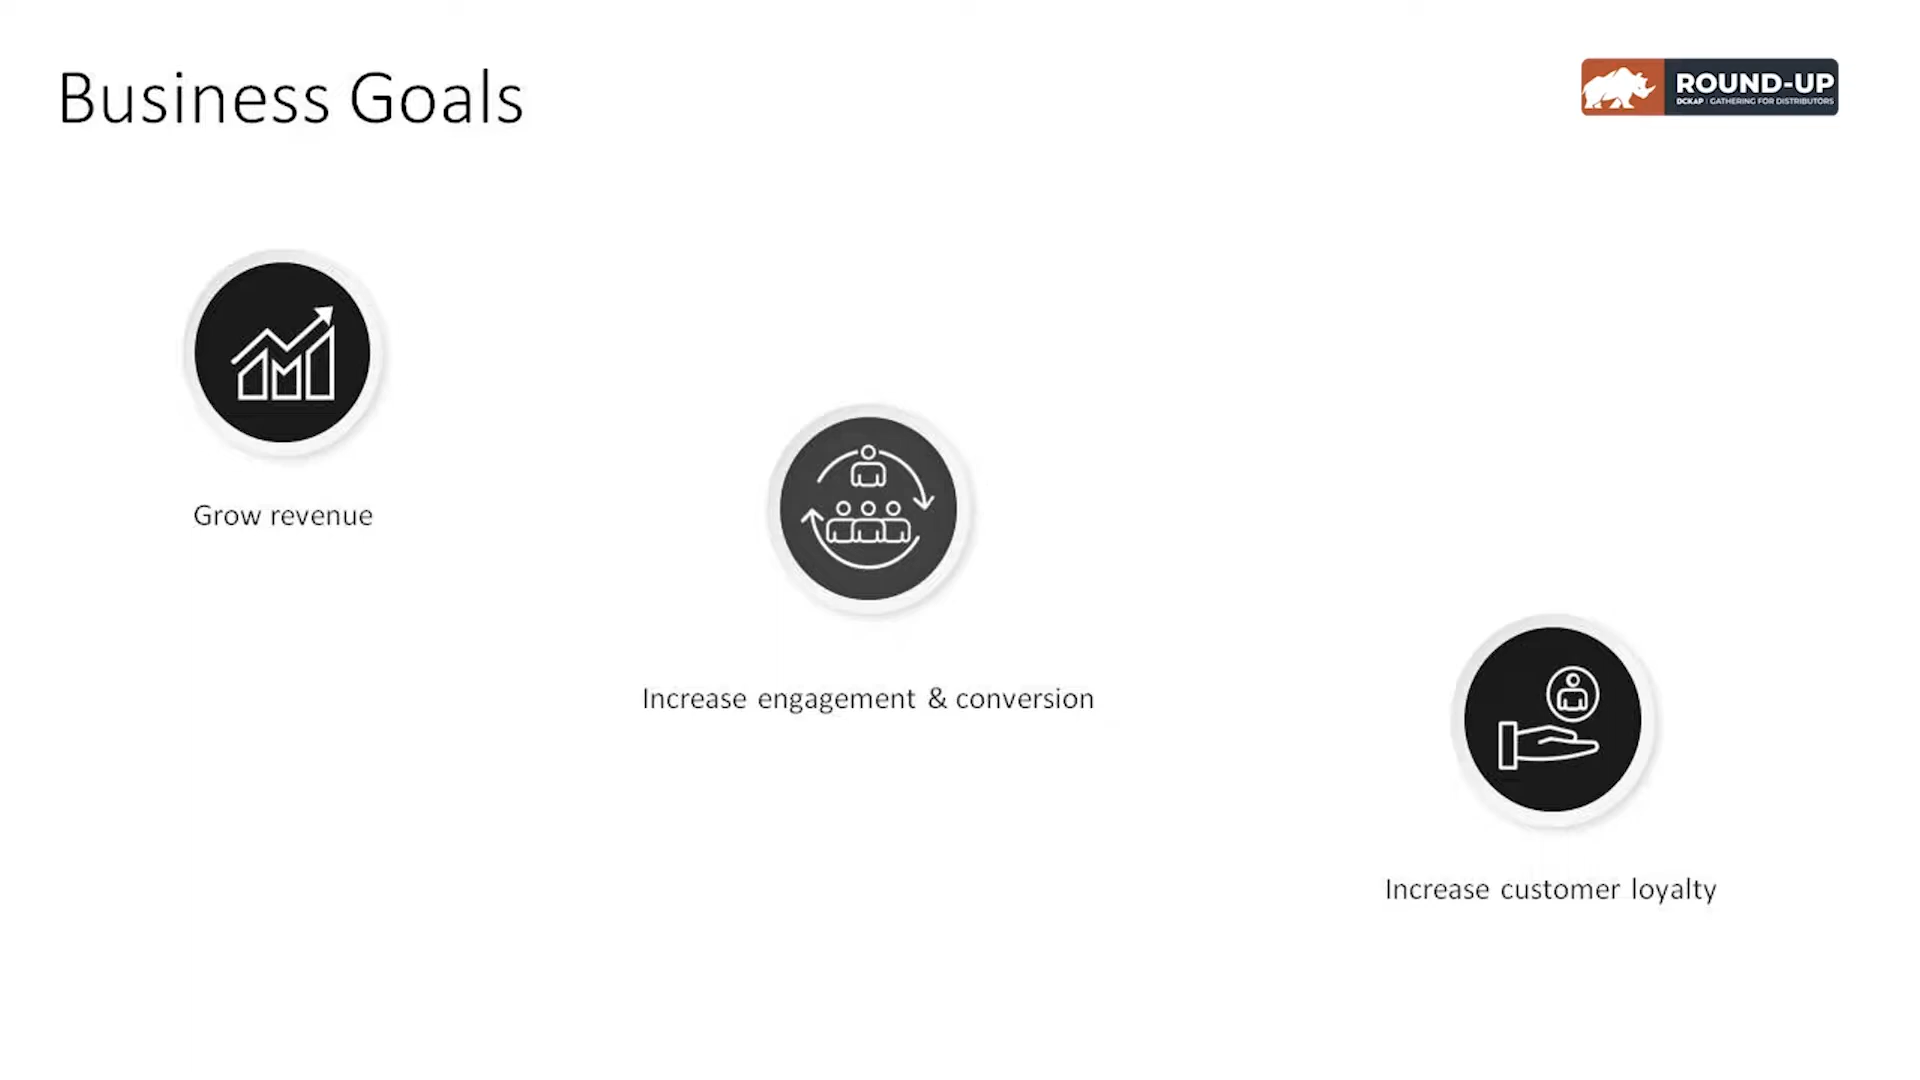 Business Goals
ROUND-UP
DCKAP | GATHERING FOR DISTRIBUTORS
Grow revenue
Increase engagement & conversion
Increase customer loyalty